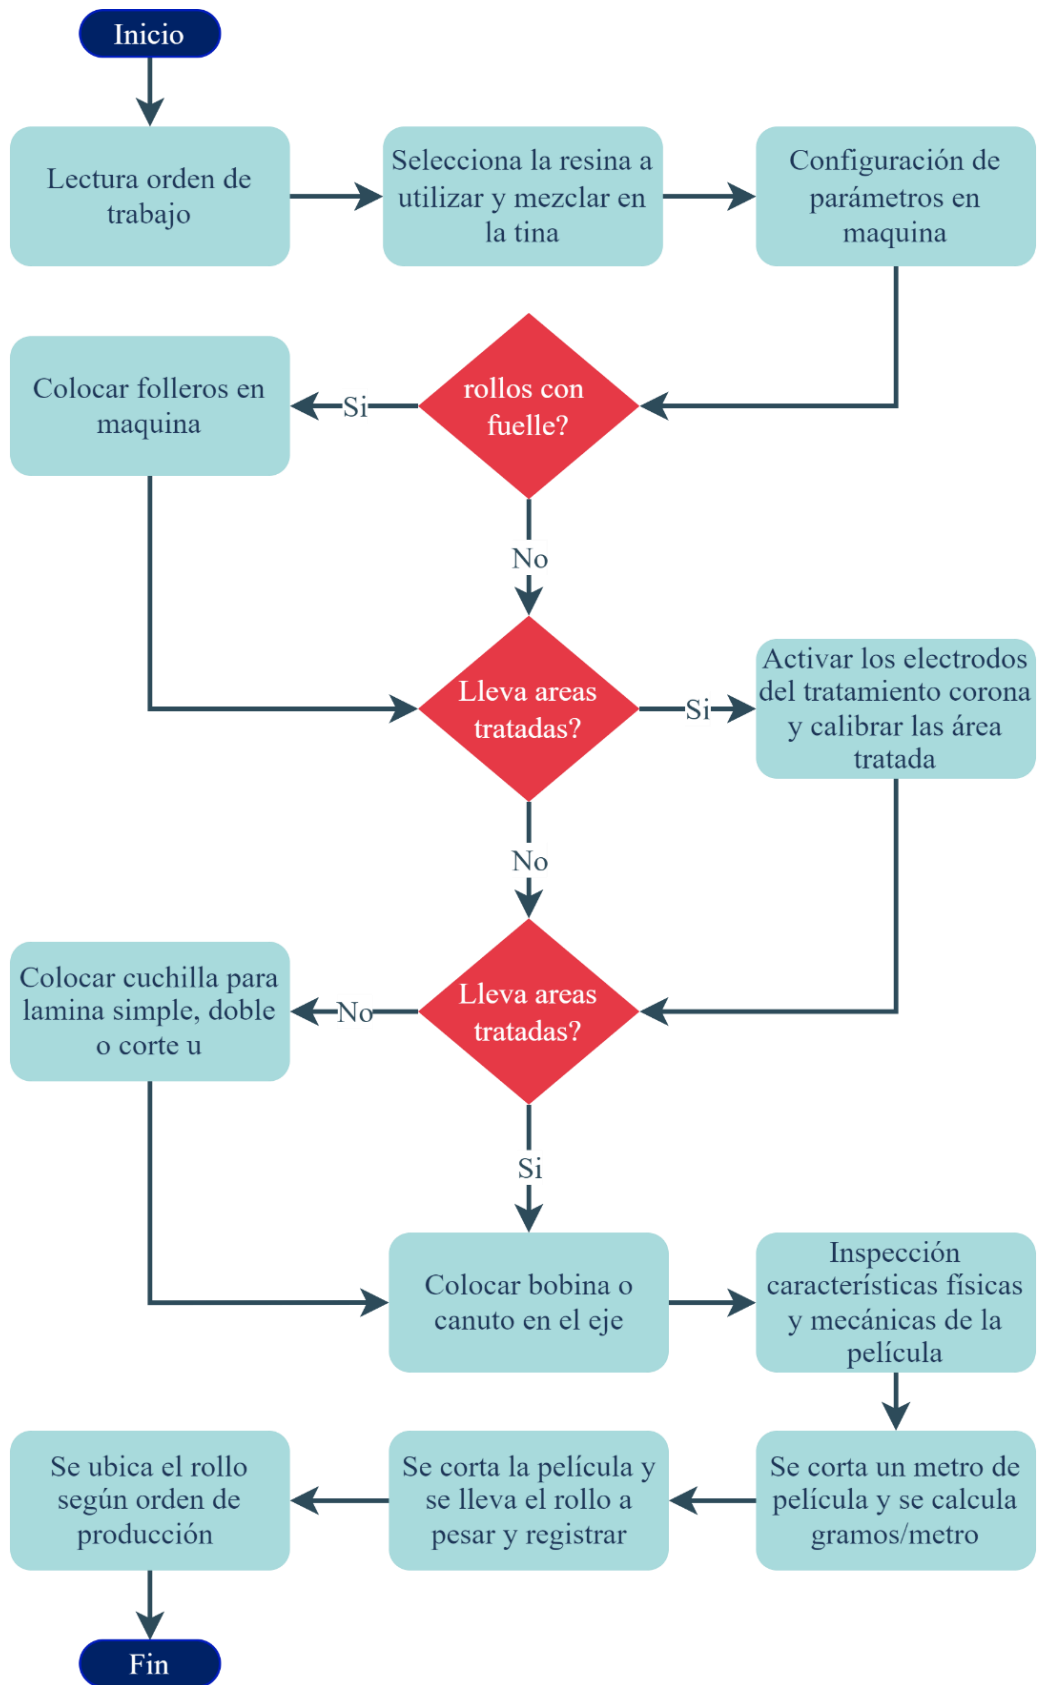 Inicio
Lectura orden de
trabajo
Selecciona la resina a
utilizar y mezclar en
la tina
Configuración de
parámetros en
maquina
rollos con
fuelle?
Si
Colocar folleros en
maquina
No
Lleva areas
tratadas?
Si
Activar los electrodos
del tratamiento corona
y calibrar las área
tratada
No
Lleva areas
tratadas?
No
Colocar cuchilla para
lamina simple, doble
o corte u
Si
Colocar bobina o
canuto en el eje
Inspección
características físicas
y mecánicas de la
película
Se corta un metro de
película y se calcula
gramos/metro
Se corta la película y
se lleva el rollo a
pesar y registrar
Se ubica el rollo
según orden de
producción
Fin